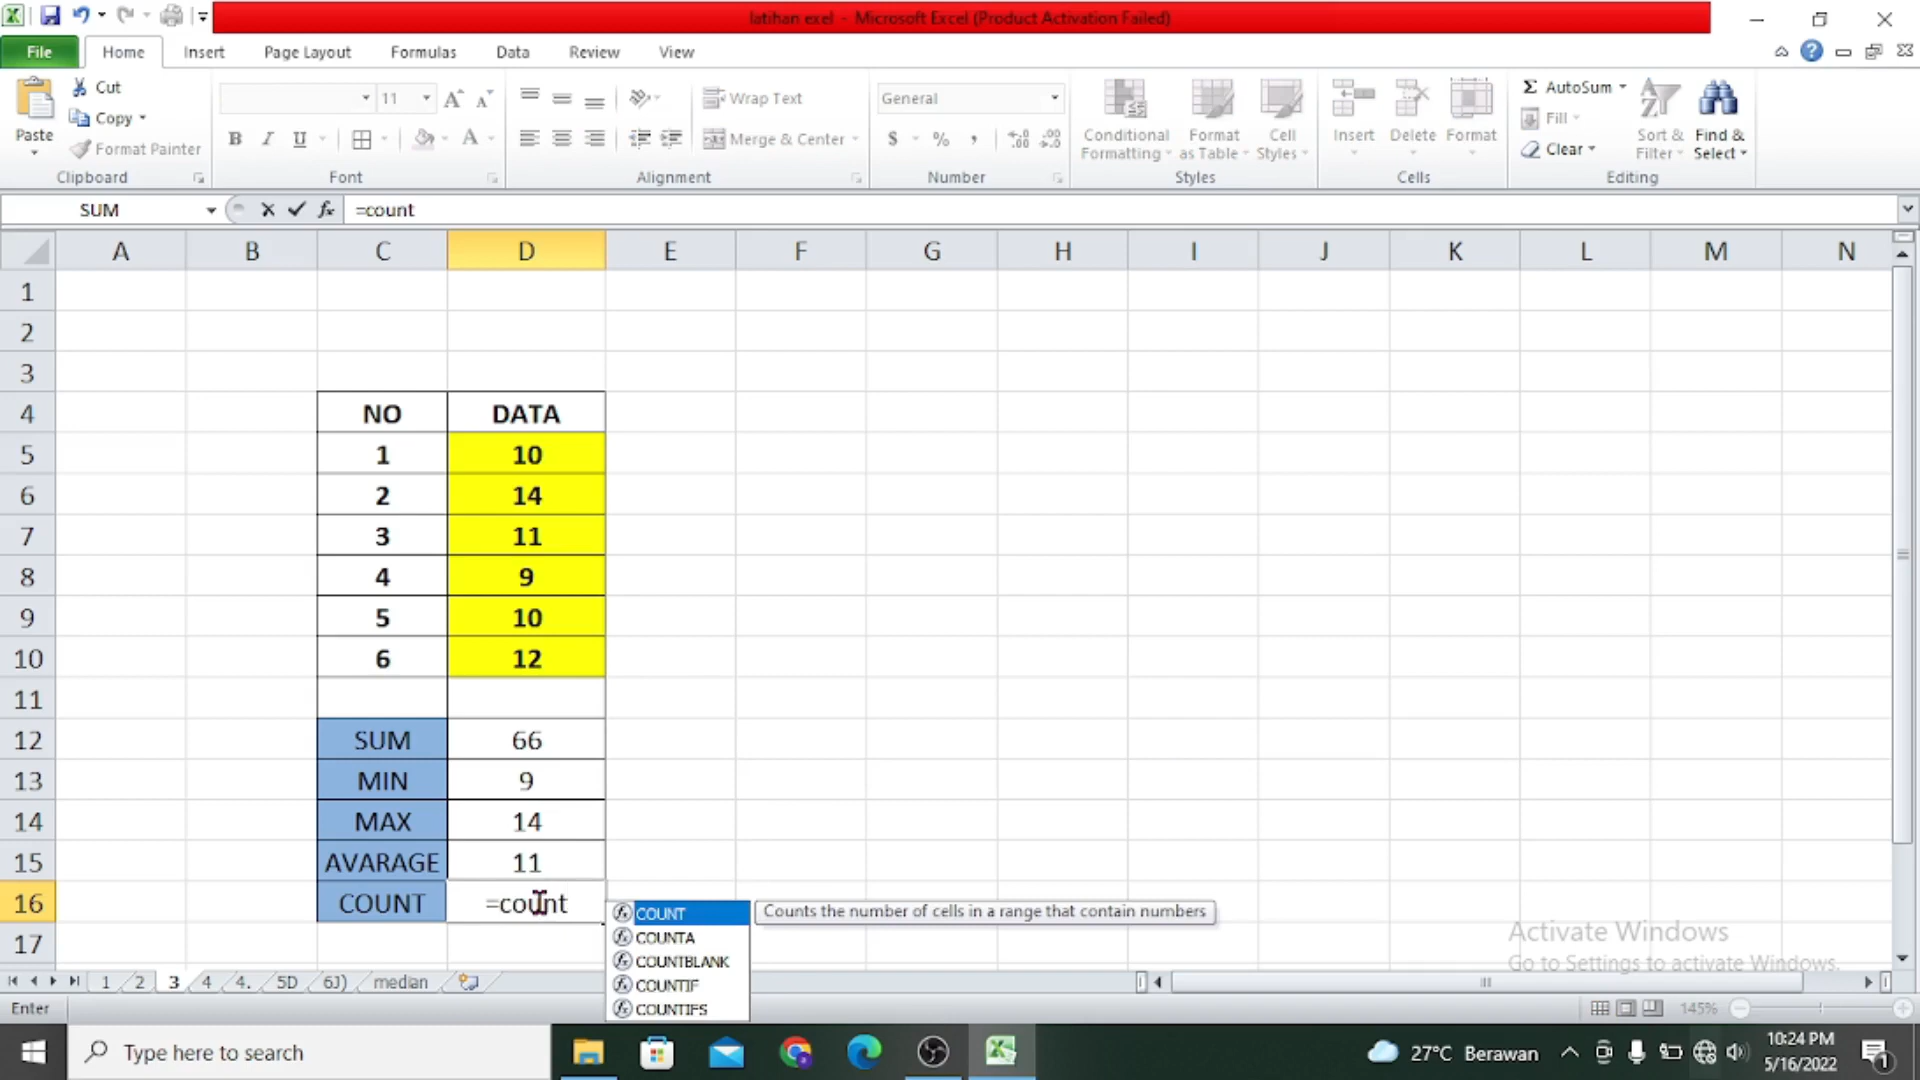 latihan exel - Microsoft Excel (Product Activation Failed)
File Home Insert Page Layout Formulas Data Review View
Paste
Cut
Copy
Format Painter
Clipboard
11
B I U A
Font
Wrap Text
Merge & Center
Alignment
General
$ % ,
Number
Conditional Formatting
Format as Table
Cell Styles
Styles
Insert Delete Format
Cells
Σ AutoSum
Fill
Clear
Sort & Filter
Find & Select
Editing
SUM fx =count
A B C D E F G H I J K L M N
1
2
3
4 NO DATA
5 1 10
6 2 14
7 3 11
8 4 9
9 5 10
10 6 12
11
12 SUM 66
13 MIN 9
14 MAX 14
15 AVARAGE 11
16 COUNT =count
17
COUNT Counts the number of cells in a range that contain numbers
COUNTA
COUNTBLANK
COUNTIF
COUNTIFS
Activate Windows
Go to Settings to activate Windows.
1 2 3 4 4. 5D 6J) median
Enter 145%
Type here to search
27°C Berawan
10:24 PM
5/16/2022
1